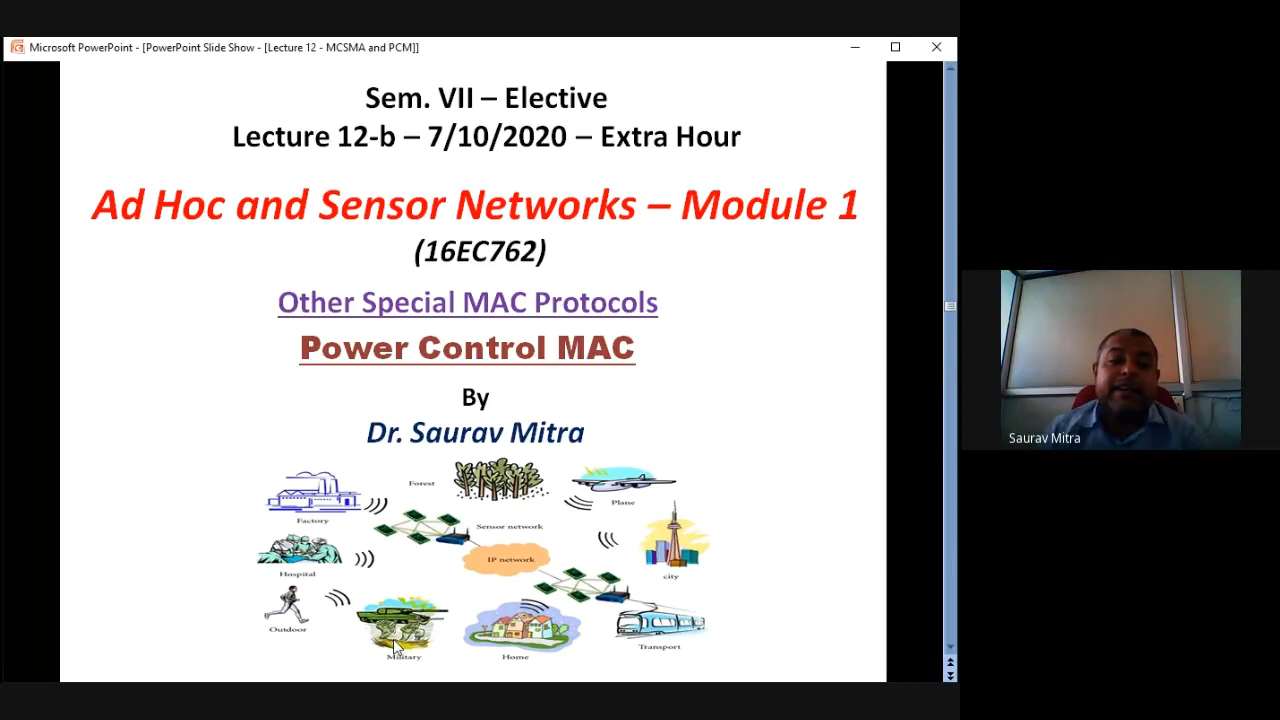 Microsoft PowerPoint - [PowerPoint Slide Show - [Lecture 12 - MCSMA and PCM]]
Sem. VII – Elective
Lecture 12-b – 7/10/2020 – Extra Hour
Ad Hoc and Sensor Networks – Module 1
(16EC762)
Other Special MAC Protocols
Power Control MAC
By
Dr. Saurav Mitra
Forest
Plane
Factory
Sensor network
IP network
Hospital
city
Outdoor
Military
Home
Transport
Saurav Mitra